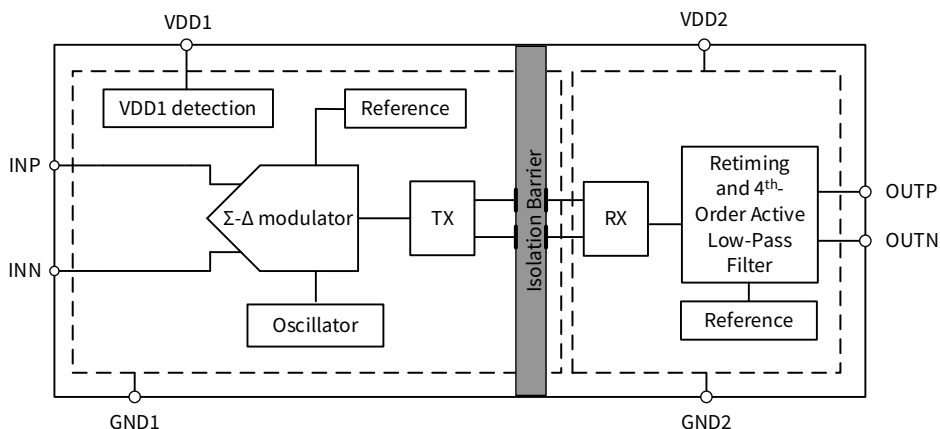 VDD1
VDD2
VDD1 detection
Reference
INP
INN
Σ-Δ modulator
TX
Oscillator
Isolation Barrier
RX
Retiming
and 4th-
Order Active
Low-Pass
Filter
Reference
OUTP
OUTN
GND1
GND2